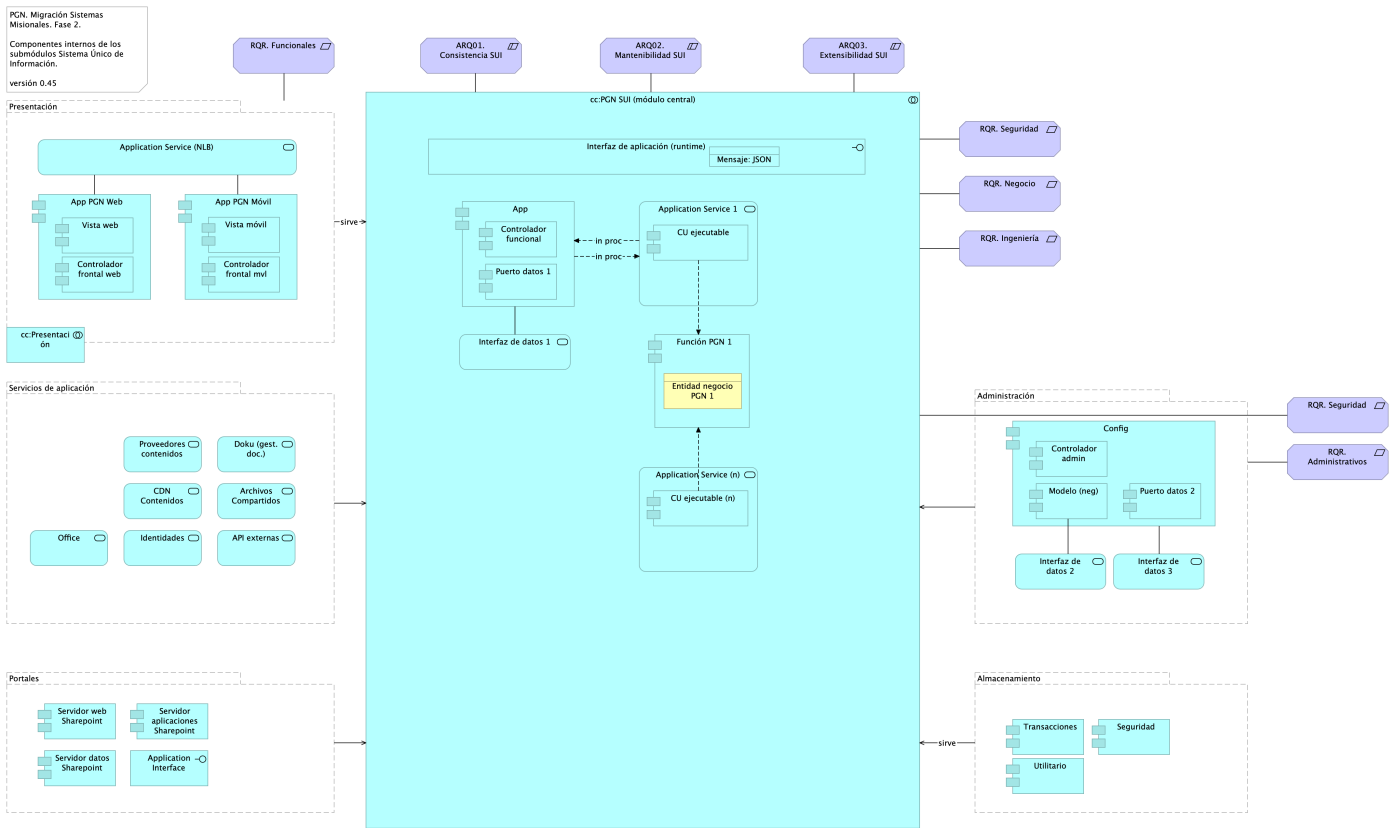 PGN. Migración Sistemas
Misionales. Fase 2.
Componentes internos de los
submódulos Sistema Único de
Información.
versión 0.45
RQR. Funcionales
ARQ01.
Consistencia SUI
ARQ02.
Mantenibilidad SUI
ARQ03.
Extensibilidad SUI
Presentación
Application Service (NLB)
App PGN Web
Vista web
Controlador
frontal web
App PGN Móvil
Vista móvil
Controlador
frontal mvl
cc:Presentaci
ón
sirve
cc:PGN SUI (módulo central)
Interfaz de aplicación (runtime)
Mensaje: JSON
App
Controlador
funcional
Puerto datos 1
in proc
in proc
Application Service 1
CU ejecutable
Interfaz de datos 1
Función PGN 1
Entidad negocio
PGN 1
Application Service (n)
CU ejecutable (n)
RQR. Seguridad
RQR. Negocio
RQR. Ingeniería
Servicios de aplicación
Proveedores
contenidos
Doku (gest.
doc.)
CDN
Contenidos
Archivos
Compartidos
Office
Identidades
API externas
Administración
Config
Controlador
admin
Modelo (neg)
Puerto datos 2
Interfaz de
datos 2
Interfaz de
datos 3
RQR. Seguridad
RQR.
Administrativos
Portales
Servidor web
Sharepoint
Servidor
aplicaciones
Sharepoint
Servidor datos
Sharepoint
Application
Interface
Almacenamiento
sirve
Transacciones
Seguridad
Utilitario